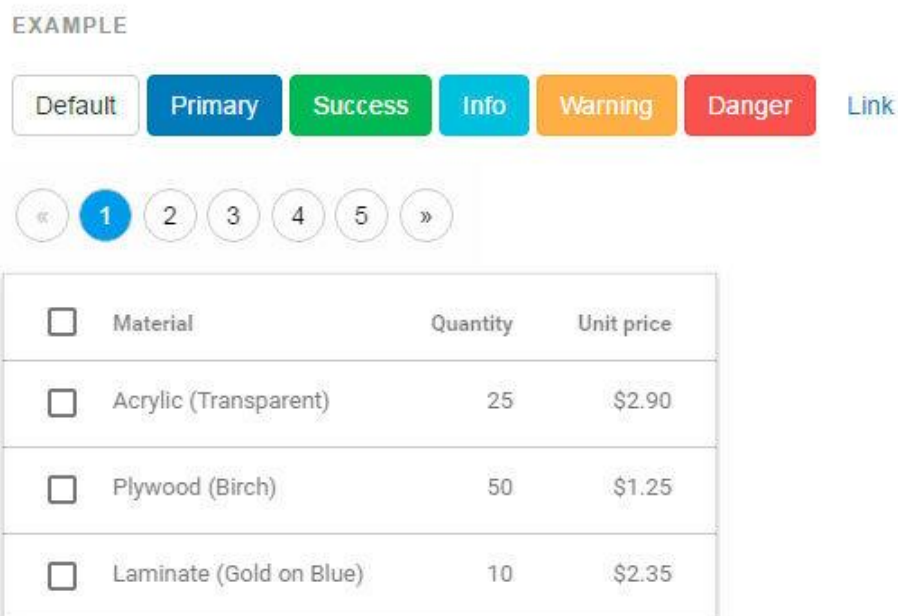 EXAMPLE
Default Primary Success Info Warning Danger Link
« 1 2 3 4 5 »
Material Quantity Unit price
Acrylic (Transparent) 25 $2.90
Plywood (Birch) 50 $1.25
Laminate (Gold on Blue) 10 $2.35